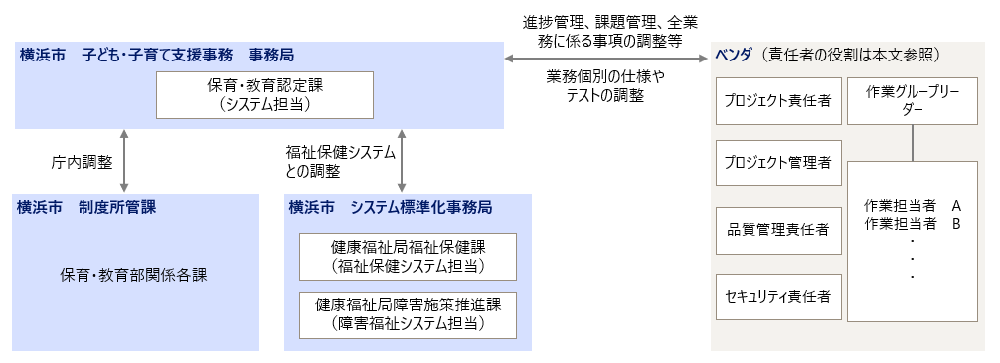 進捗管理、課題管理、全業
務に係る事項の調整等
横浜市　子ども・子育て支援事務　事務局
保育・教育認定課
（システム担当）
業務個別の仕様や
テストの調整
ベンダ（責任者の役割は本文参照）
プロジェクト責任者
作業グループリー
ダー
プロジェクト管理者
品質管理責任者
セキュリティ責任者
作業担当者　A
作業担当者　B
・
・
・
庁内調整
福祉保健システム
との調整
横浜市　制度所管課
保育・教育部関係各課
横浜市　システム標準化事務局
健康福祉局福祉保健課
（福祉保健システム担当）
健康福祉局障害施策推進課
（障害福祉システム担当）